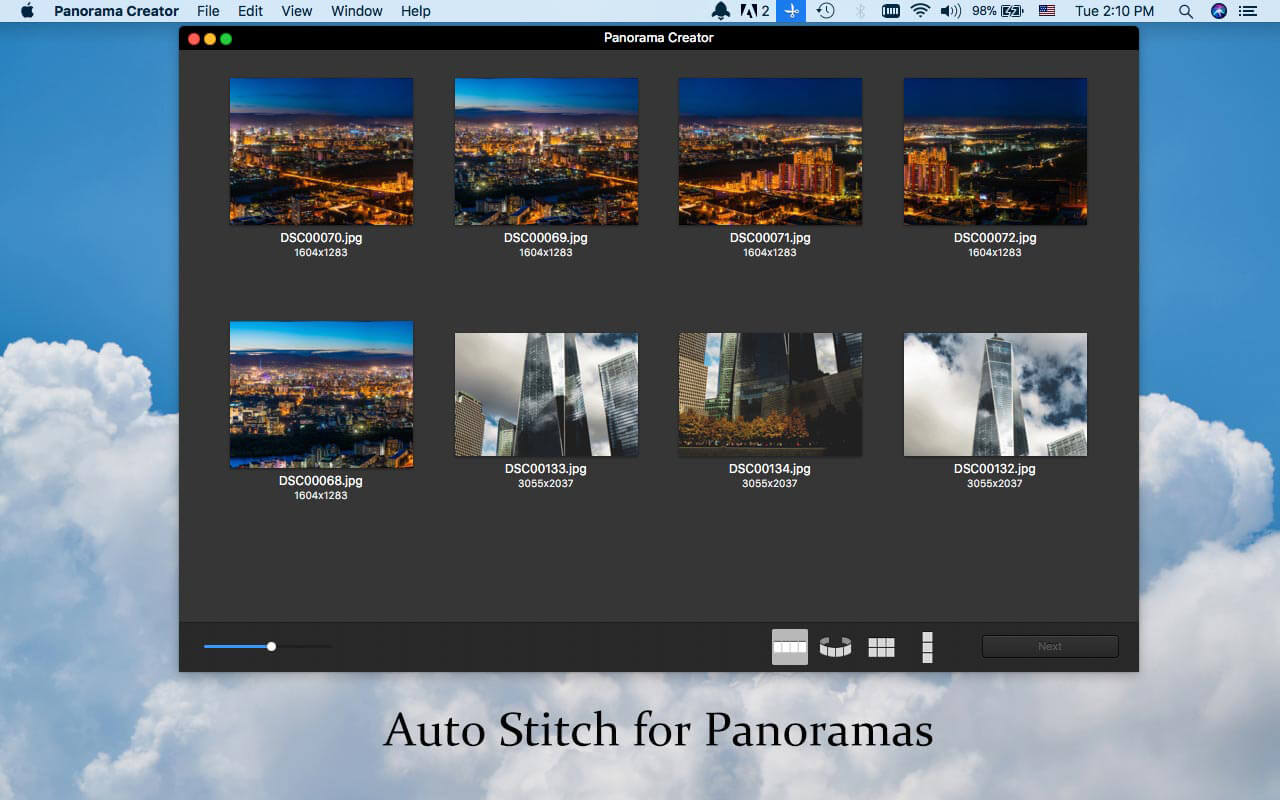 Panorama Creator File Edit View Window Help 2 98% Tue 2:10 PM
Panorama Creator
DSC00070.jpg DSC00069.jpg DSC00071.jpg DSC00072.jpg
1604x1283 1604x1283 1604x1283 1604x1283
DSC00068.jpg DSC00133.jpg DSC00134.jpg DSC00132.jpg
1604x1283 3055x2037 3055x2037 3055x2037
Next
Auto Stitch for Panoramas